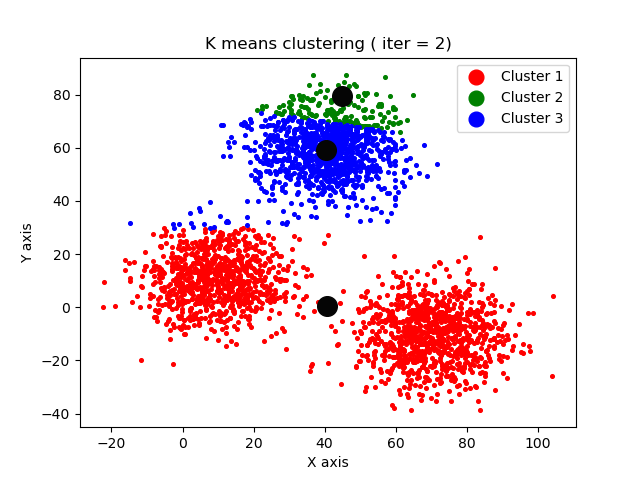 K means clustering ( iter = 2)
Cluster 1
Cluster 2
Cluster 3
Y axis
80
60
40
20
0
−20
−40
−20 0 20 40 60 80 100
X axis